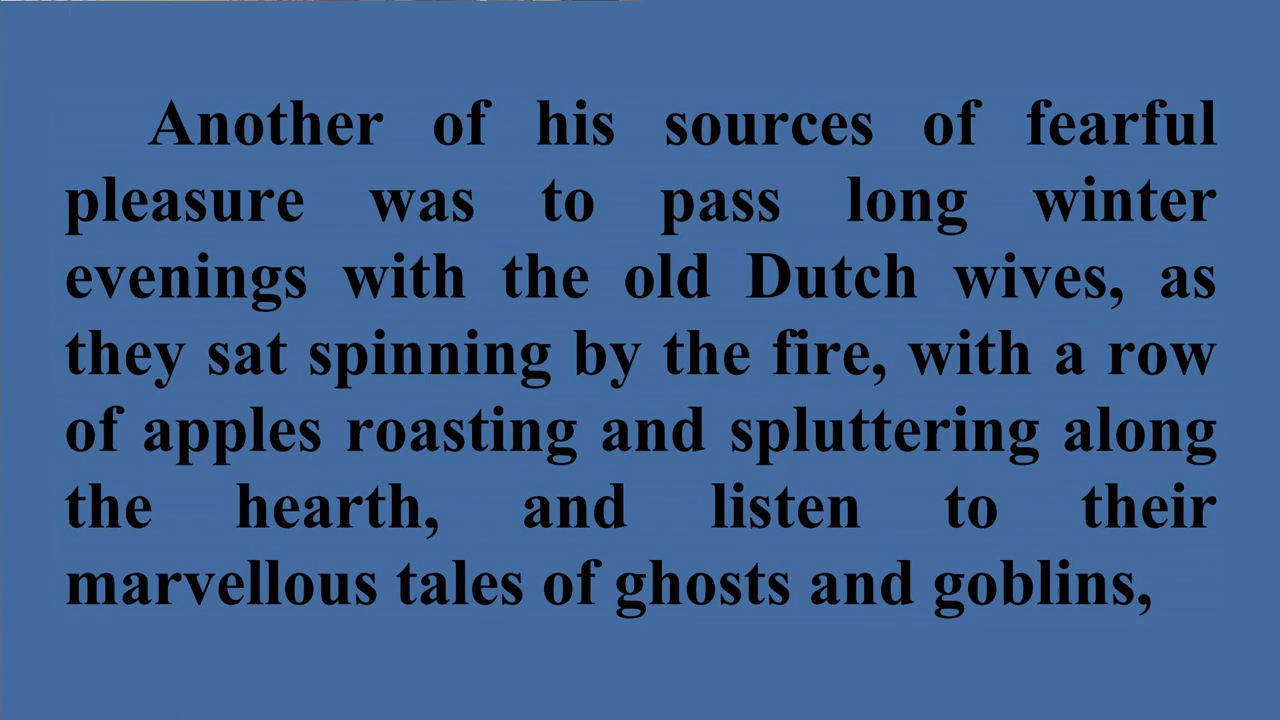 Another of his sources of fearful
pleasure was to pass long winter
evenings with the old Dutch wives, as
they sat spinning by the fire, with a row
of apples roasting and spluttering along
the hearth, and listen to their
marvellous tales of ghosts and goblins,